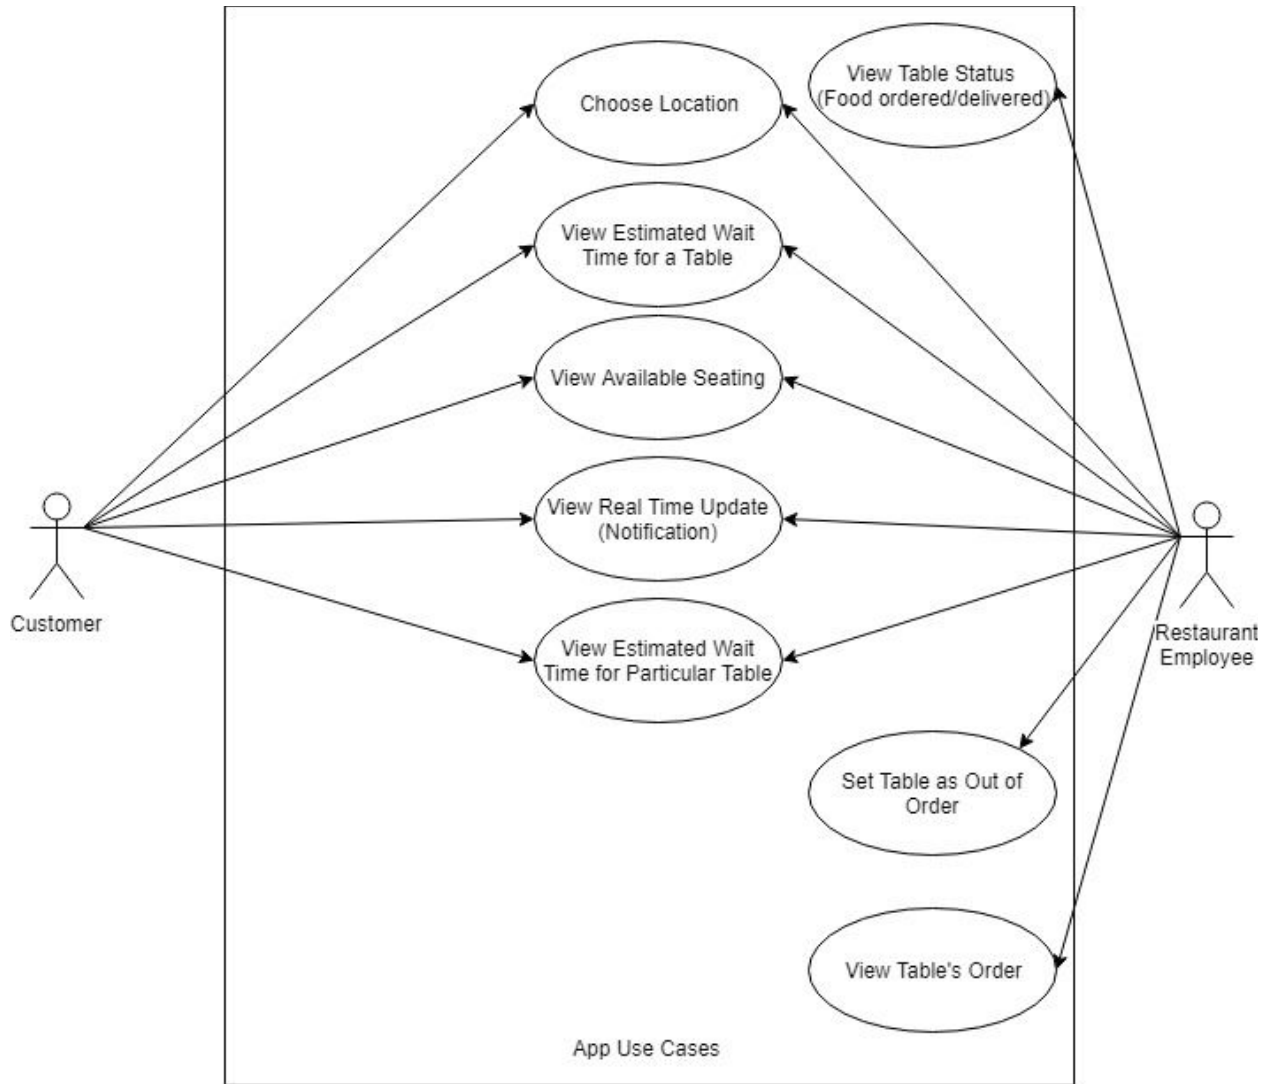 View Table Status
(Food ordered/delivered)
Choose Location
View Estimated Wait
Time for a Table
View Available Seating
View Real Time Update
(Notification)
View Estimated Wait
Time for Particular Table
Customer
Restaurant
Employee
Set Table as Out of
Order
View Table's Order
App Use Cases